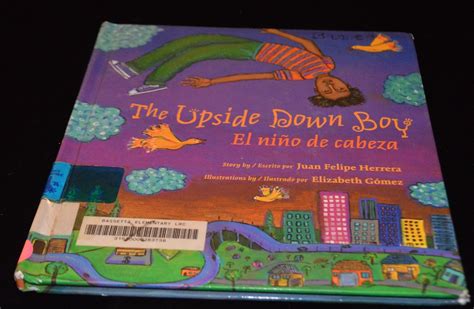 The Upside Down Boy
El niño de cabeza
Story by / Escrito por Juan Felipe Herrera
Illustrations by / Ilustrado por Elizabeth Gómez
BASSETT ELEMENTARY LRC